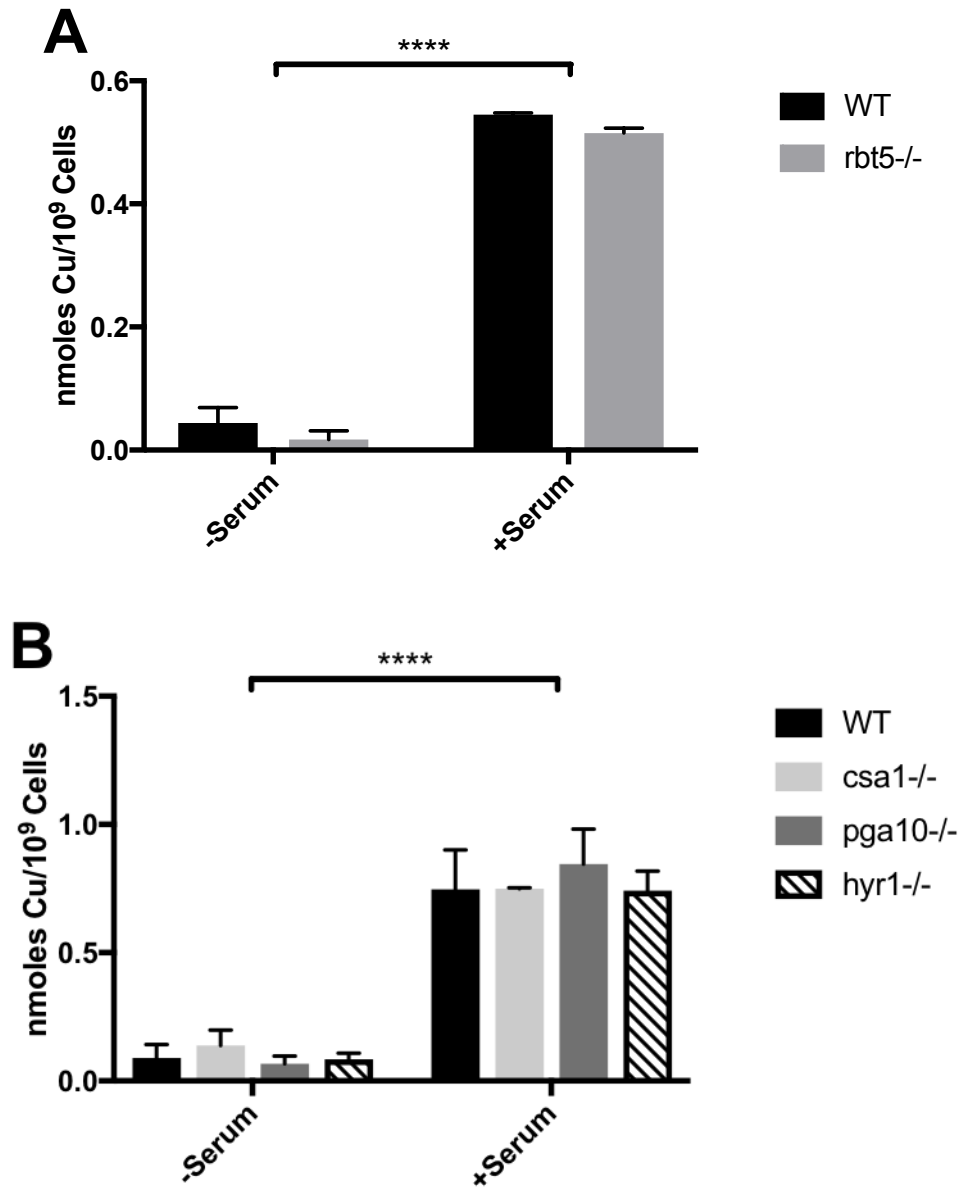 A
****
0.6
0.4
0.2
0.0
nmoles Cu/10⁹ Cells
-Serum
+Serum
WT
rbt5-/-
B
****
1.5
1.0
0.5
0.0
nmoles Cu/10⁹ Cells
-Serum
+Serum
WT
csa1-/-
pga10-/-
hyr1-/-